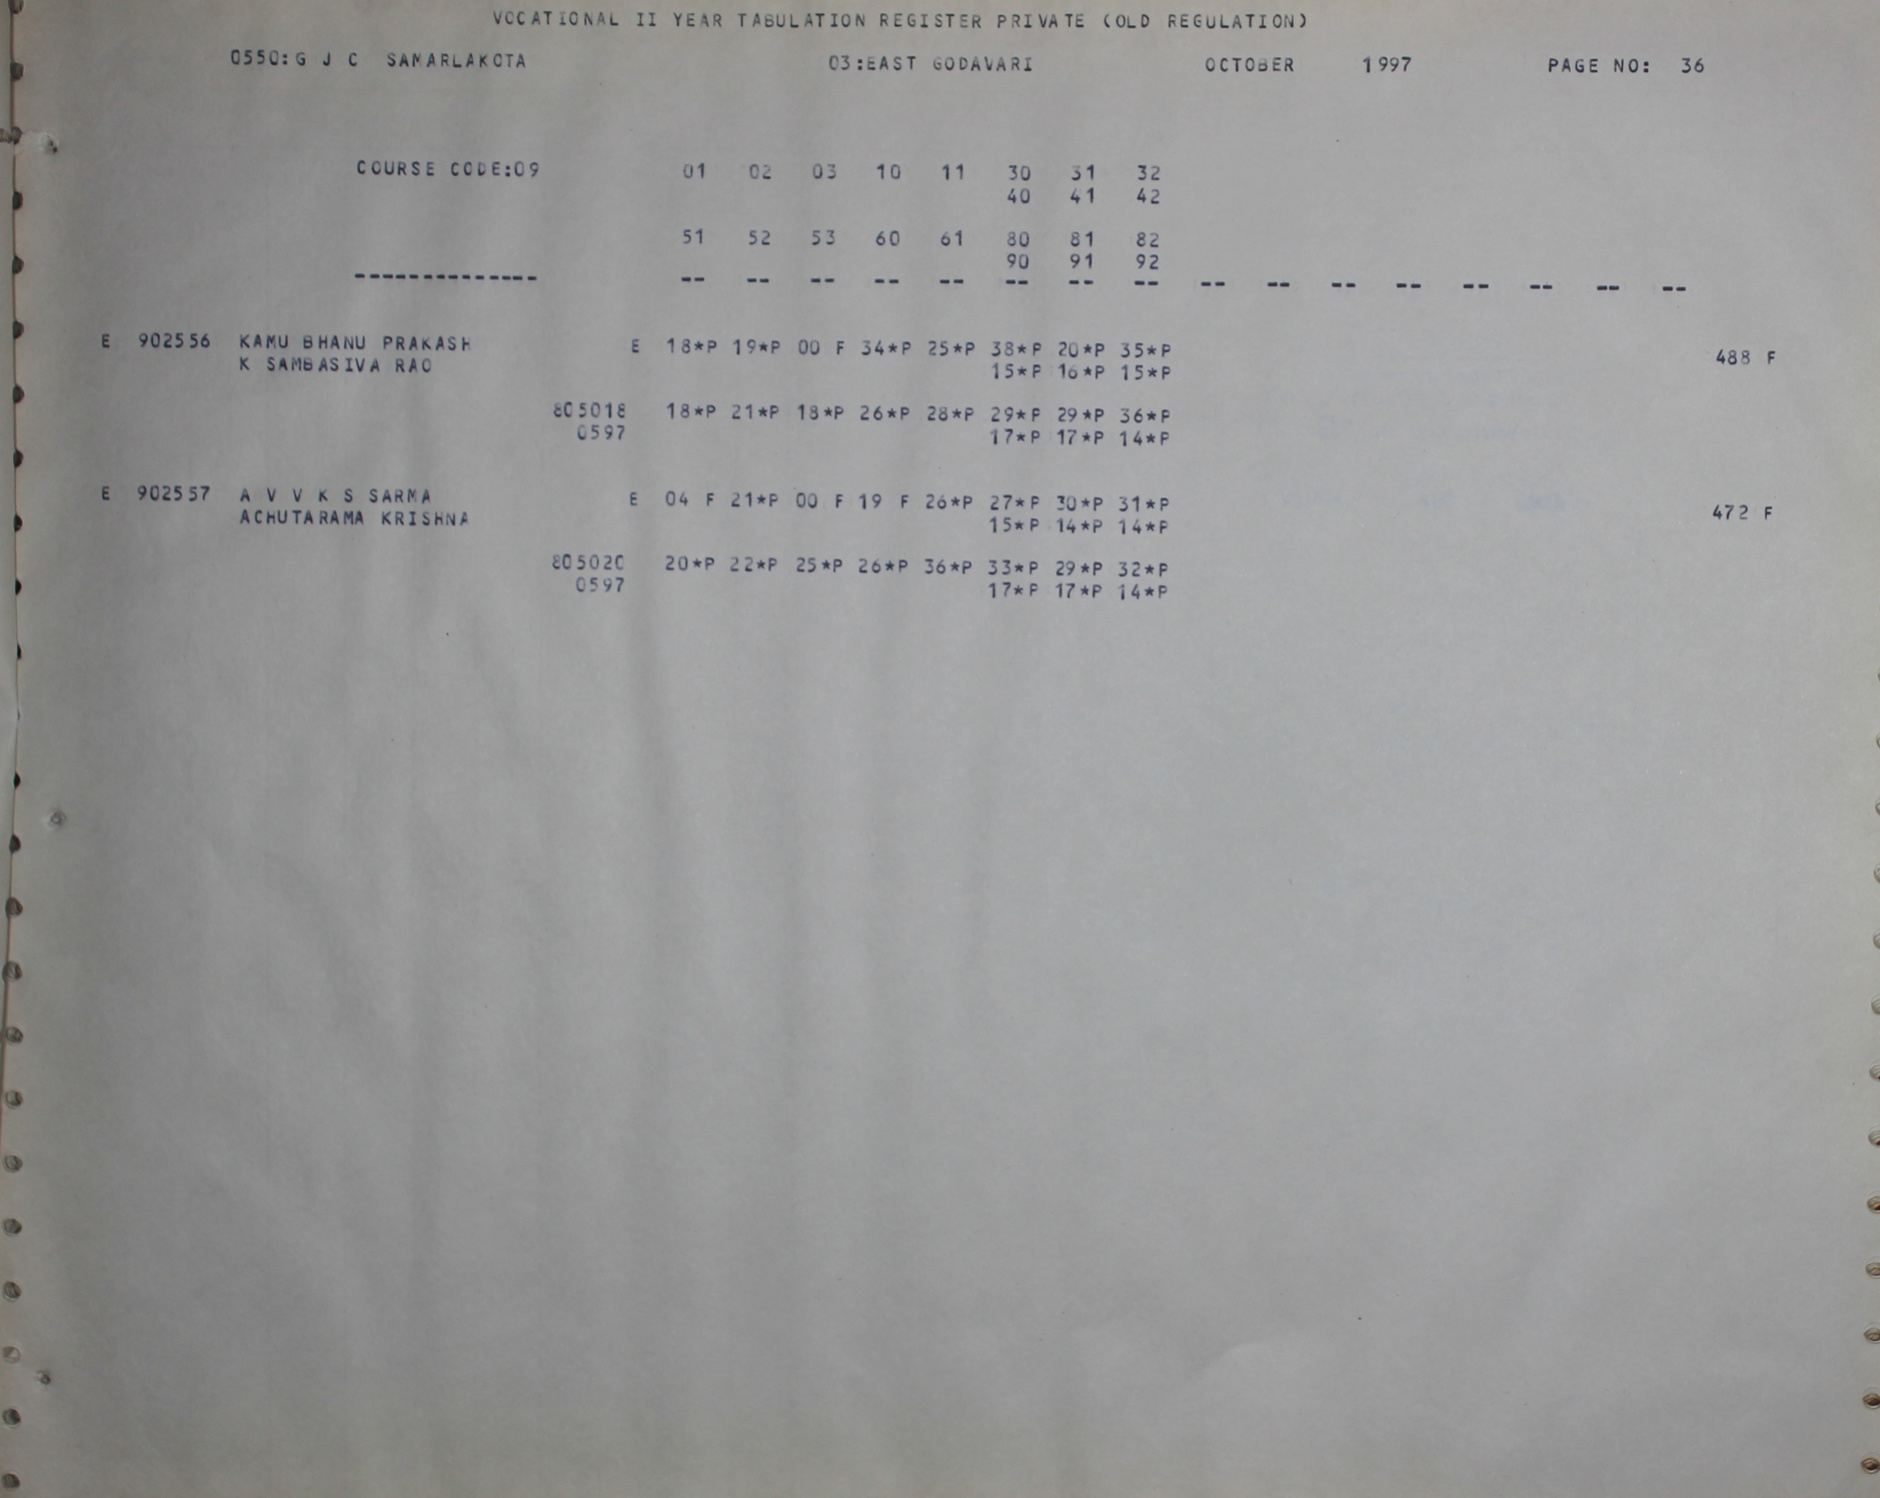 VOCATIONAL II YEAR TABULATION REGISTER PRIVATE (OLD REGULATION)
0550:G J C SAMARLAKOTA 03:EAST GODAVARI OCTOBER 1997 PAGE NO: 36
COURSE CODE:09 01 02 03 10 11 30 31 32
40 41 42
51 52 53 60 61 80 81 82
90 91 92
-------------- -- -- -- -- -- -- -- -- -- -- -- -- -- -- -- --
E 902556 KAMU BHANU PRAKASH E 18*P 19*P 00 F 34*P 25*P 38*P 20*P 35*P 488 F
K SAMBASIVA RAO 15*P 16*P 15*P
805018 18*P 21*P 18*P 26*P 28*P 29*P 29*P 36*P
0597 17*P 17*P 14*P
E 902557 A V V K S SARMA E 04 F 21*P 00 F 19 F 26*P 27*P 30*P 31*P 472 F
ACHUTARAMA KRISHNA 15*P 14*P 14*P
805020 20*P 22*P 25*P 26*P 36*P 33*P 29*P 32*P
0597 17*P 17*P 14*P